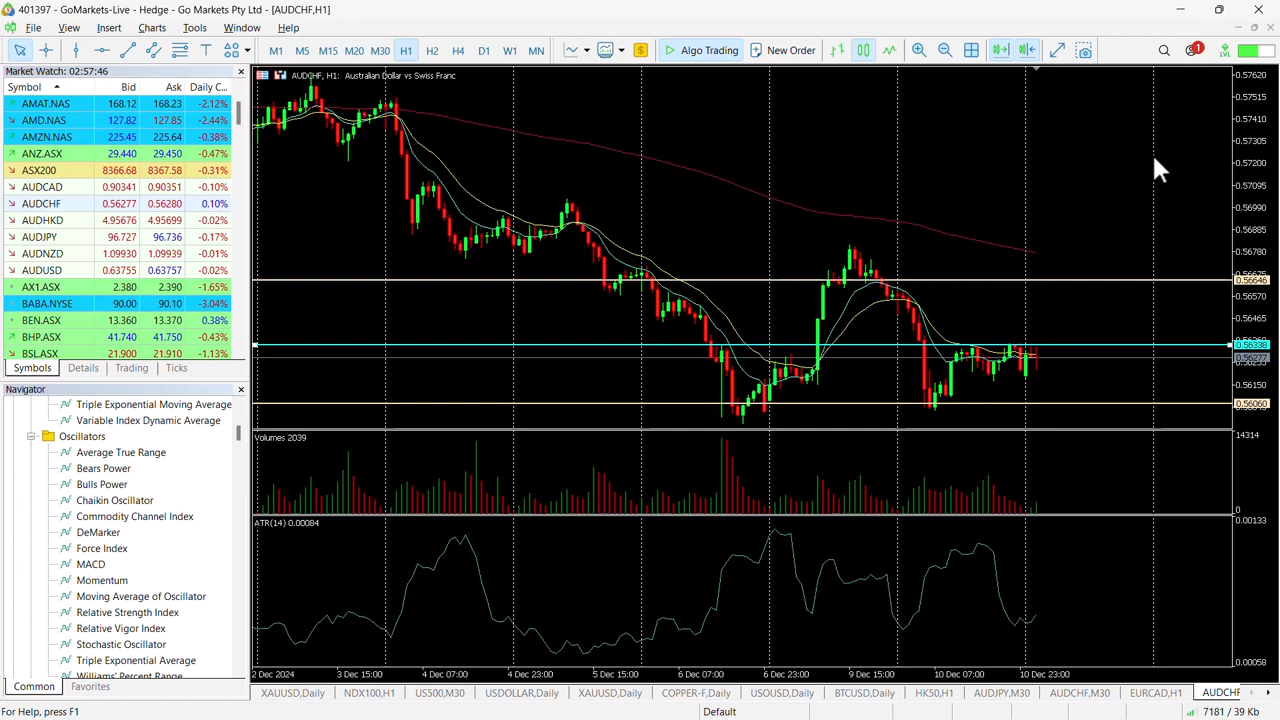 401397 - GoMarkets-Live - Hedge - Go Markets Pty Ltd - [AUDCHF,H1]
File View Insert Charts Tools Window Help
M1 M5 M15 M20 M30 H1 H2 H4 D1 W1 MN $ Algo Trading New Order 1 LVL
Market Watch: 02:57:46
Symbol Bid Ask Daily C...
AMAT.NAS 168.12 168.23 -2.12%
AMD.NAS 127.82 127.85 -2.44%
AMZN.NAS 225.45 225.64 -0.38%
ANZ.ASX 29.440 29.450 -0.47%
ASX200 8366.68 8367.58 -0.31%
AUDCAD 0.90341 0.90351 -0.10%
AUDCHF 0.56277 0.56280 0.10%
AUDHKD 4.95676 4.95699 -0.02%
AUDJPY 96.727 96.736 -0.17%
AUDNZD 1.09930 1.09939 -0.01%
AUDUSD 0.63755 0.63757 -0.02%
AX1.ASX 2.380 2.390 -1.65%
BABA.NYSE 90.00 90.10 -3.04%
BEN.ASX 13.360 13.370 0.38%
BHP.ASX 41.740 41.750 -0.43%
BSL.ASX 21.900 21.910 -1.13%
Symbols Details Trading Ticks
Navigator
Triple Exponential Moving Average
Variable Index Dynamic Average
Oscillators
Average True Range
Bears Power
Bulls Power
Chaikin Oscillator
Commodity Channel Index
DeMarker
Force Index
MACD
Momentum
Moving Average of Oscillator
Relative Strength Index
Relative Vigor Index
Stochastic Oscillator
Triple Exponential Average
Williams' Percent Range
Common Favorites
AUDCHF, H1: Australian Dollar vs Swiss Franc
0.57620
0.57515
0.57410
0.57305
0.57200
0.57095
0.56990
0.56885
0.56780
0.56646
0.56570
0.56465
0.56338
0.56277
0.56150
0.56060
Volumes 2039
14314
0
ATR(14) 0.00084
0.00133
0.00058
2 Dec 2024 3 Dec 15:00 4 Dec 07:00 4 Dec 23:00 5 Dec 15:00 6 Dec 07:00 6 Dec 23:00 9 Dec 15:00 10 Dec 07:00 10 Dec 23:00
XAUUSD,Daily NDX100,H1 US500,M30 USDOLLAR,Daily XAUUSD,Daily COPPER-F,Daily USOUSD,Daily BTCUSD,Daily HK50,H1 AUDJPY,M30 AUDCHF,M30 EURCAD,H1 AUDCHF
For Help, press F1 Default 7181 / 39 Kb